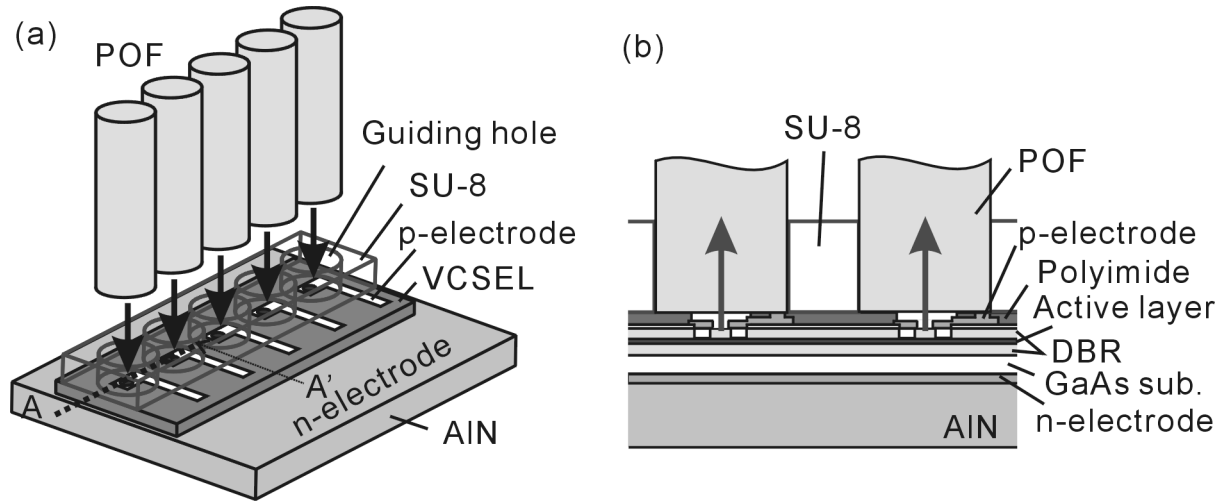 (a)
POF
Guiding hole
SU-8
p-electrode
VCSEL
A
A'
n-electrode
AlN
(b)
SU-8
POF
p-electrode
Polyimide
Active layer
DBR
GaAs sub.
n-electrode
AlN